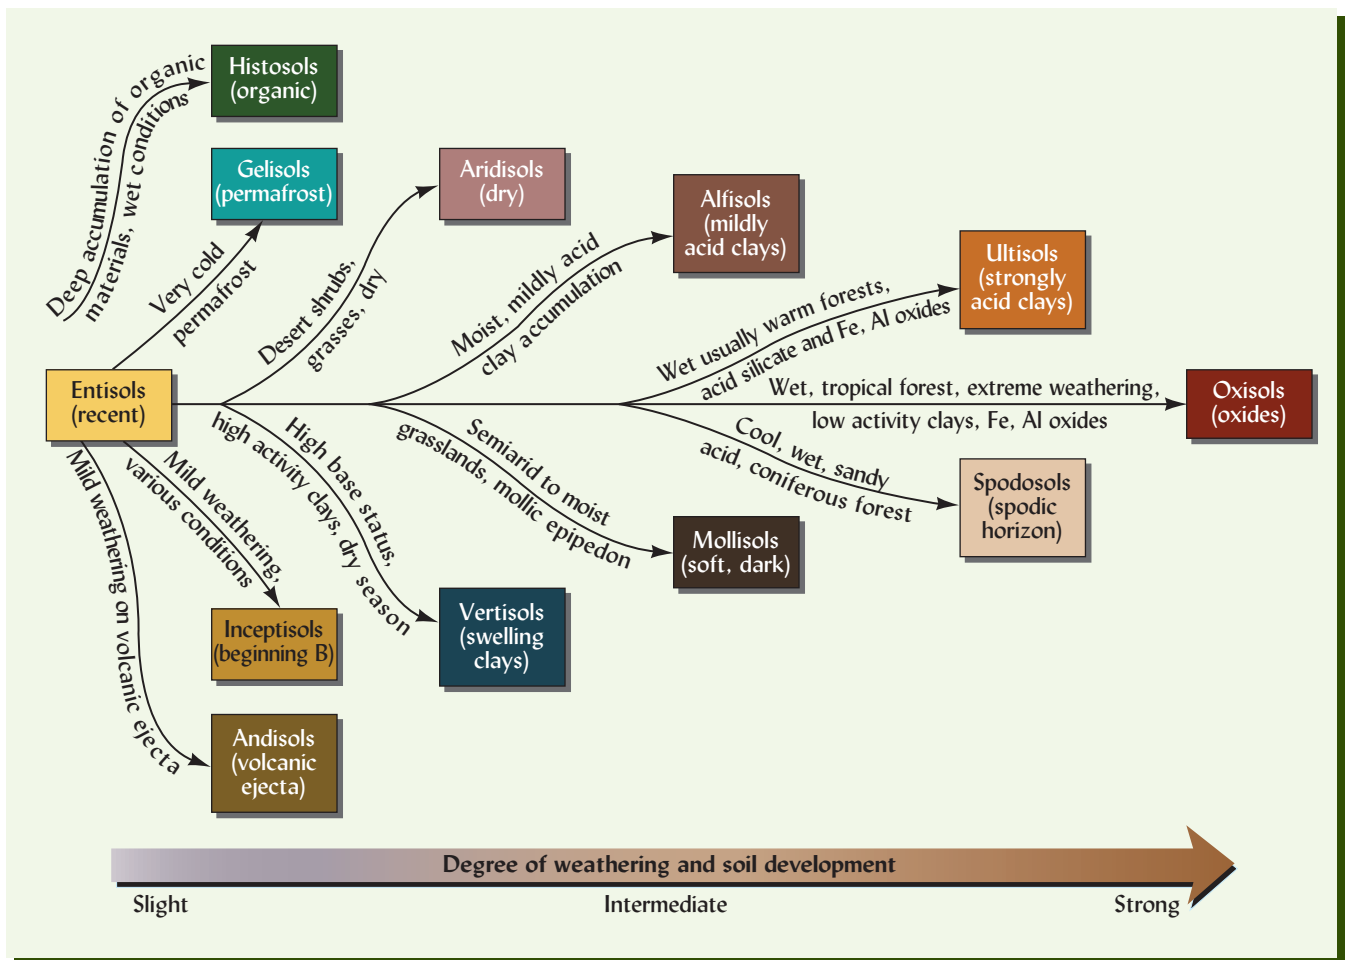 Deep accumulation of organic
materials, wet conditions
Histosols
(organic)
Very cold
permafrost
Gelisols
(permafrost)
Desert shrubs,
grasses, dry
Aridisols
(dry)
Moist, mildly acid
clay accumulation
Alfisols
(mildly
acid clays)
Wet usually warm forests,
acid silicate and Fe, Al oxides
Ultisols
(strongly
acid clays)
Entisols
(recent)
Wet, tropical forest, extreme weathering,
low activity clays, Fe, Al oxides
Oxisols
(oxides)
Cool, wet, sandy
acid, coniferous forest
Spodosols
(spodic
horizon)
Semiarid to moist
grasslands, mollic epipedon
Mollisols
(soft, dark)
High base status,
high activity clays, dry season
Vertisols
(swelling
clays)
Mild weathering,
various conditions
Inceptisols
(beginning B)
Mild weathering on volcanic ejecta
Andisols
(volcanic
ejecta)
Degree of weathering and soil development
Slight
Intermediate
Strong